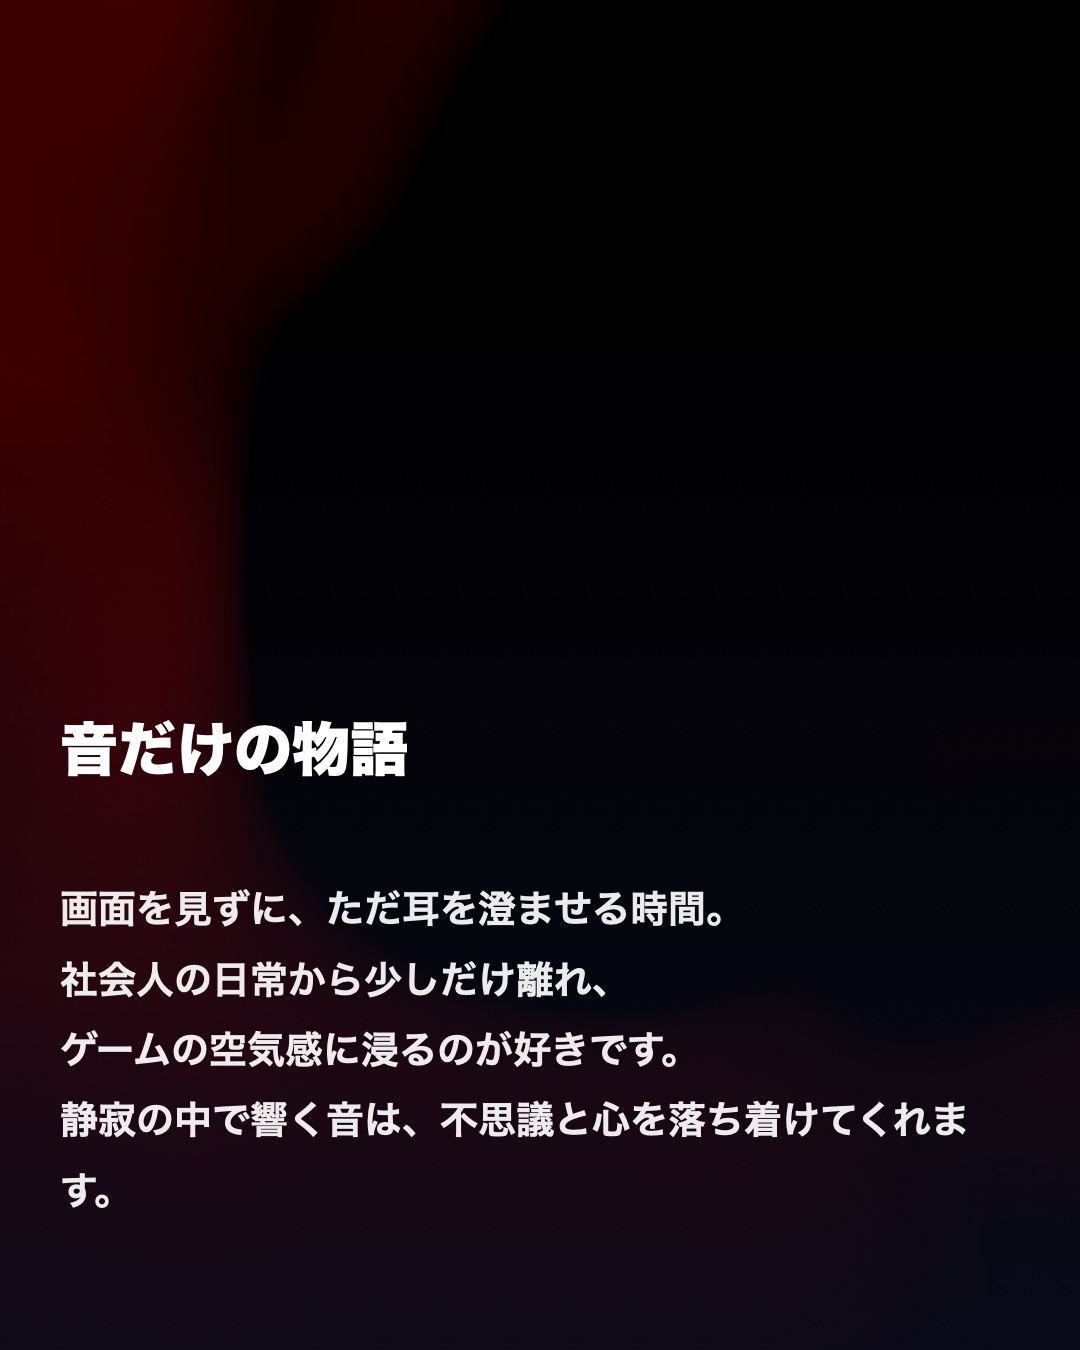 音だけの物語
画面を見ずに、ただ耳を澄ませる時間。
社会人の日常から少しだけ離れ、
ゲームの空気感に浸るのが好きです。
静寂の中で響く音は、不思議と心を落ち着けてくれま
す。